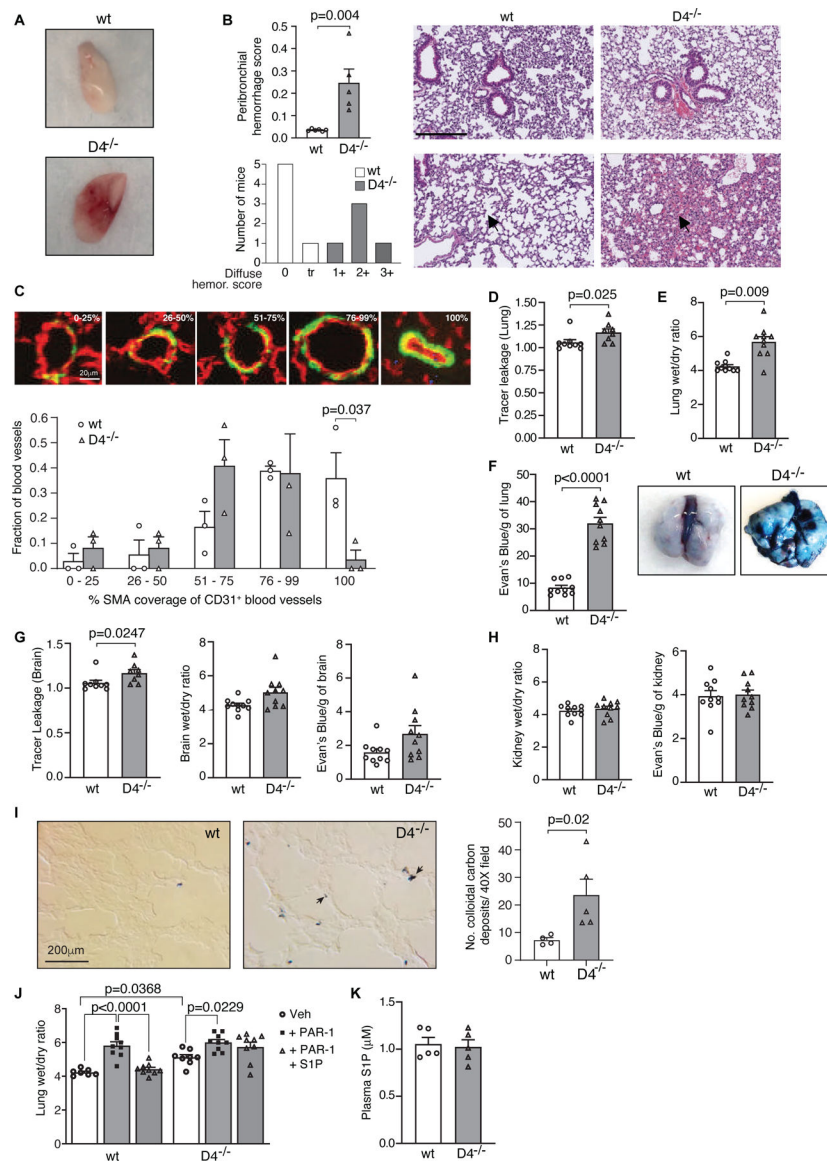 A
wt
D4-/-
B
p=0.004
Peribronchial
hemorrhage score
0.5
0.4
0.3
0.2
0.1
0
wt
D4-/-
Number of mice
5
4
3
2
1
wt
D4-/-
Diffuse
hemor. score
0 tr 1+ 2+ 3+
wt
D4-/-
C
0-25%
26-50%
51-75%
76-99%
100%
20μm
Fraction of blood vessels
0.6
0.5
0.4
0.3
0.2
0.1
0.0
wt
D4-/-
p=0.037
0 - 25
26 - 50
51 - 75
76 - 99
100
% SMA coverage of CD31+ blood vessels
D
p=0.025
Tracer leakage (Lung)
1.50
1.25
1.00
0.75
0.50
0.25
0.00
wt
D4-/-
E
p=0.009
Lung wet/dry ratio
8
6
4
2
0
wt
D4-/-
F
p<0.0001
Evan's Blue/g of lung
50
40
30
20
10
0
wt
D4-/-
wt
D4-/-
G
p=0.0247
Tracer Leakage (Brain)
1.5
1.0
0.5
0.0
wt
D4-/-
Brain wet/dry ratio
8
6
4
2
0
wt
D4-/-
Evan's Blue/g of brain
8
6
4
2
0
wt
D4-/-
H
Kidney wet/dry ratio
8
6
4
2
0
wt
D4-/-
Evan's Blue/g of kidney
6
4
2
0
wt
D4-/-
I
wt
200μm
D4-/-
p=0.02
No. colloidal carbon
deposits/ 40X field
50
40
30
20
10
0
wt
D4-/-
J
p=0.0368
p<0.0001
p=0.0229
Lung wet/dry ratio
8
6
4
2
0
wt
D4-/-
Veh
+ PAR-1
+ PAR-1
+ S1P
K
Plasma S1P (μM)
1.5
1.0
0.5
0.0
wt
D4-/-